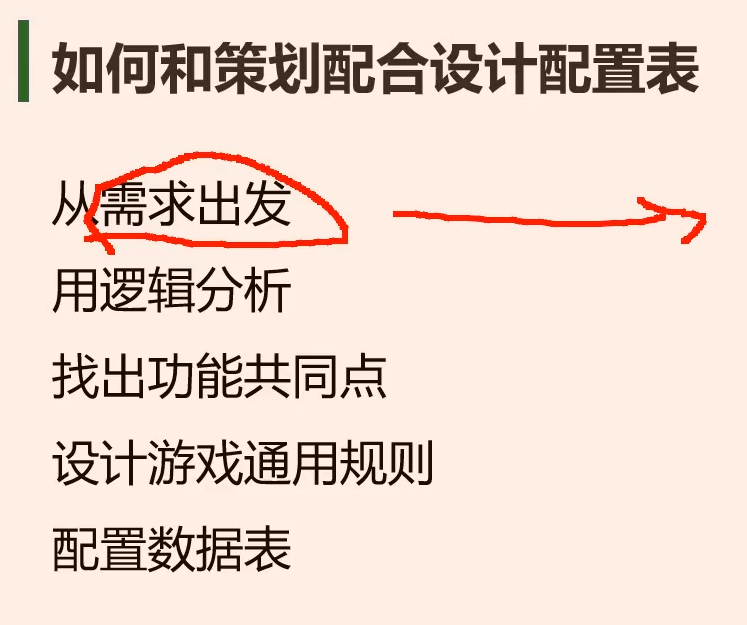 如何和策划配合设计配置表
从需求出发
用逻辑分析
找出功能共同点
设计游戏通用规则
配置数据表